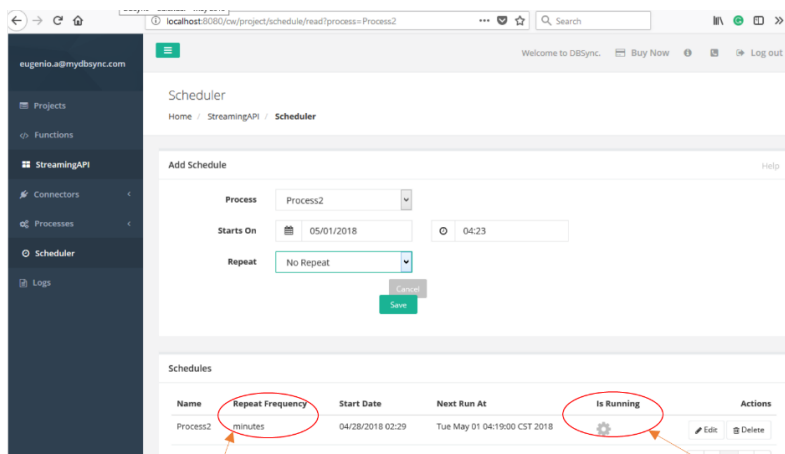 localhost:8080/cw/project/schedule/read?process=Process2
Search
eugenio.a@mydbsync.com
Welcome to DBSync.
Buy Now
Log out
Projects
Functions
StreamingAPI
Connectors
Processes
Scheduler
Logs
Scheduler
Home / StreamingAPI / Scheduler
Add Schedule
Help
Process
Process2
Starts On
05/01/2018
04:23
Repeat
No Repeat
Cancel
Save
Schedules
Name Repeat Frequency Start Date Next Run At Is Running Actions
Process2 minutes 04/28/2018 02:29 Tue May 01 04:19:00 CST 2018 Edit Delete